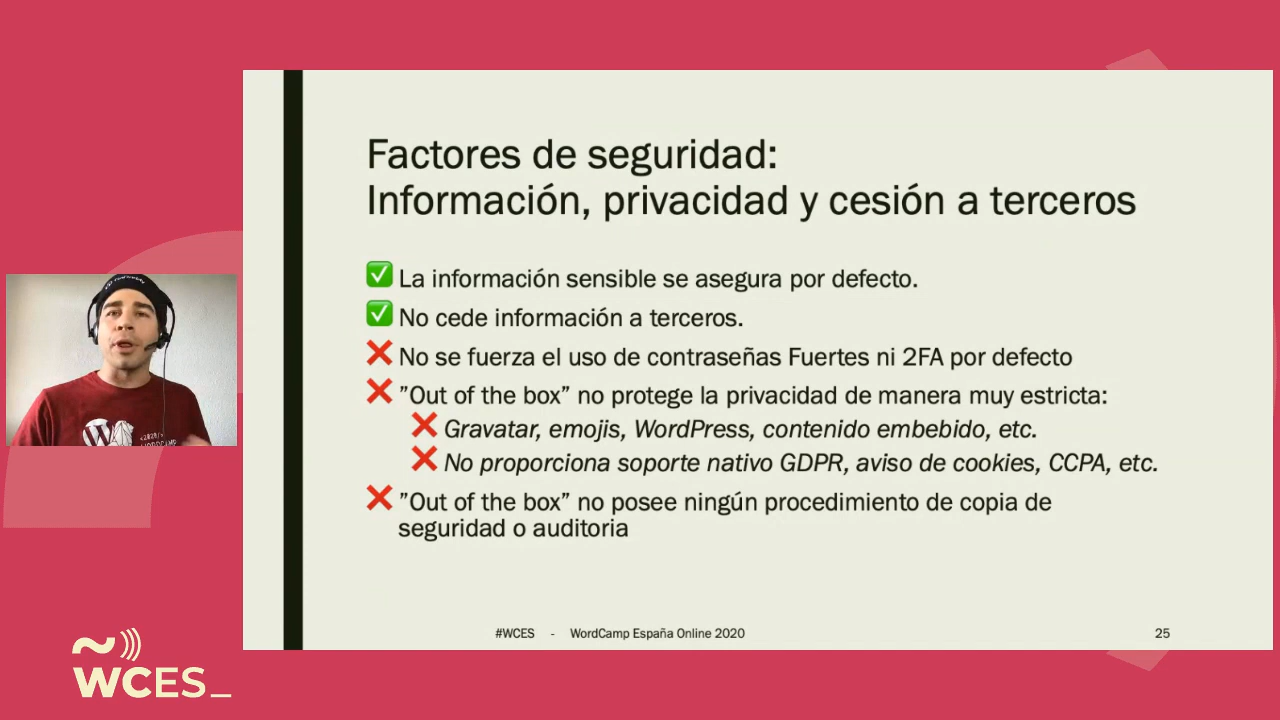 Factores de seguridad:
Información, privacidad y cesión a terceros
✅ La información sensible se asegura por defecto.
✅ No cede información a terceros.
❌ No se fuerza el uso de contraseñas Fuertes ni 2FA por defecto
❌ ”Out of the box” no protege la privacidad de manera muy estricta:
❌ Gravatar, emojis, WordPress, contenido embebido, etc.
❌ No proporciona soporte nativo GDPR, aviso de cookies, CCPA, etc.
❌ ”Out of the box” no posee ningún procedimiento de copia de
seguridad o auditoria
#WCES - WordCamp España Online 2020
25
WCES_